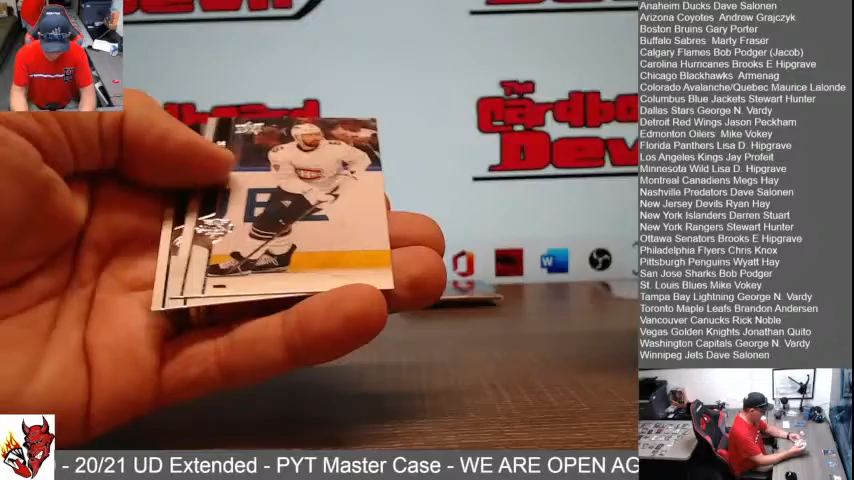 Anaheim Ducks Dave Salonen
Arizona Coyotes Andrew Grajczyk
Boston Bruins Gary Porter
Buffalo Sabres Marty Fraser
Calgary Flames Bob Podger (Jacob)
Carolina Hurricanes Brooks E Hipgrave
Chicago Blackhawks Armenag
Colorado Avalanche/Quebec Maurice Lalonde
Columbus Blue Jackets Stewart Hunter
Dallas Stars George N. Vardy
Detroit Red Wings Jason Peckham
Edmonton Oilers Mike Vokey
Florida Panthers Lisa D. Hipgrave
Los Angeles Kings Jay Profeit
Minnesota Wild Lisa D. Hipgrave
Montreal Canadiens Megs Hay
Nashville Predators Dave Salonen
New Jersey Devils Ryan Hay
New York Islanders Darren Stuart
New York Rangers Stewart Hunter
Ottawa Senators Brooks E Hipgrave
Philadelphia Flyers Chris Knox
Pittsburgh Penguins Wyatt Hay
San Jose Sharks Bob Podger
St. Louis Blues Mike Vokey
Tampa Bay Lightning George N. Vardy
Toronto Maple Leafs Brandon Andersen
Vancouver Canucks Rick Noble
Vegas Golden Knights Jonathan Quito
Washington Capitals George N. Vardy
Winnipeg Jets Dave Salonen
The
Cardbo
Devi
- 20/21 UD Extended - PYT Master Case - WE ARE OPEN AG